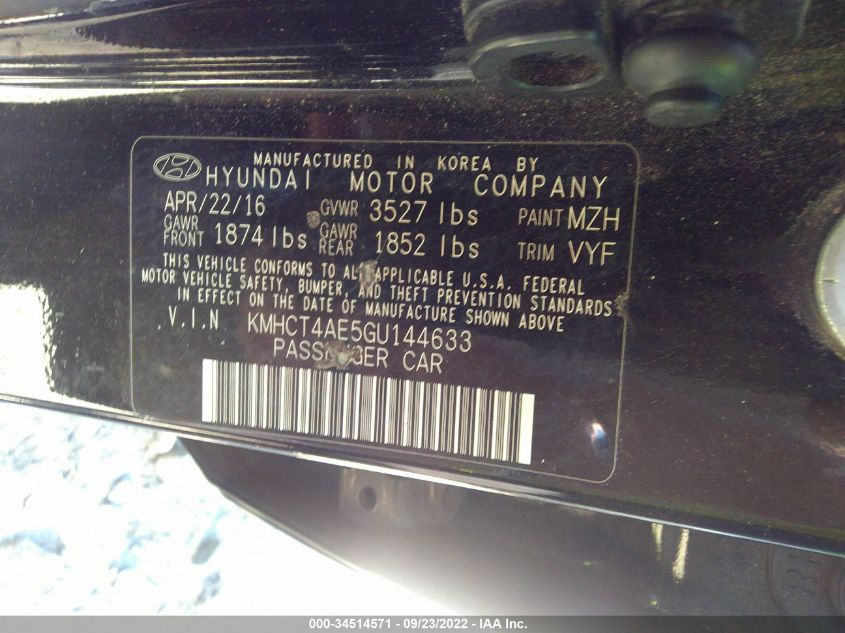 MANUFACTURED IN KOREA BY
HYUNDAI MOTOR COMPANY
APR/22/16 GVWR 3527 lbs PAINT MZH
GAWR FRONT 1874 lbs GAWR REAR 1852 lbs TRIM VYF
THIS VEHICLE CONFORMS TO ALL APPLICABLE U.S.A. FEDERAL
MOTOR VEHICLE SAFETY, BUMPER, AND THEFT PREVENTION STANDARDS
IN EFFECT ON THE DATE OF MANUFACTURE SHOWN ABOVE
.V.I.N. KMHCT4AE5GU144633
PASSENGER CAR
000-34514571 - 09/23/2022 - IAA Inc.